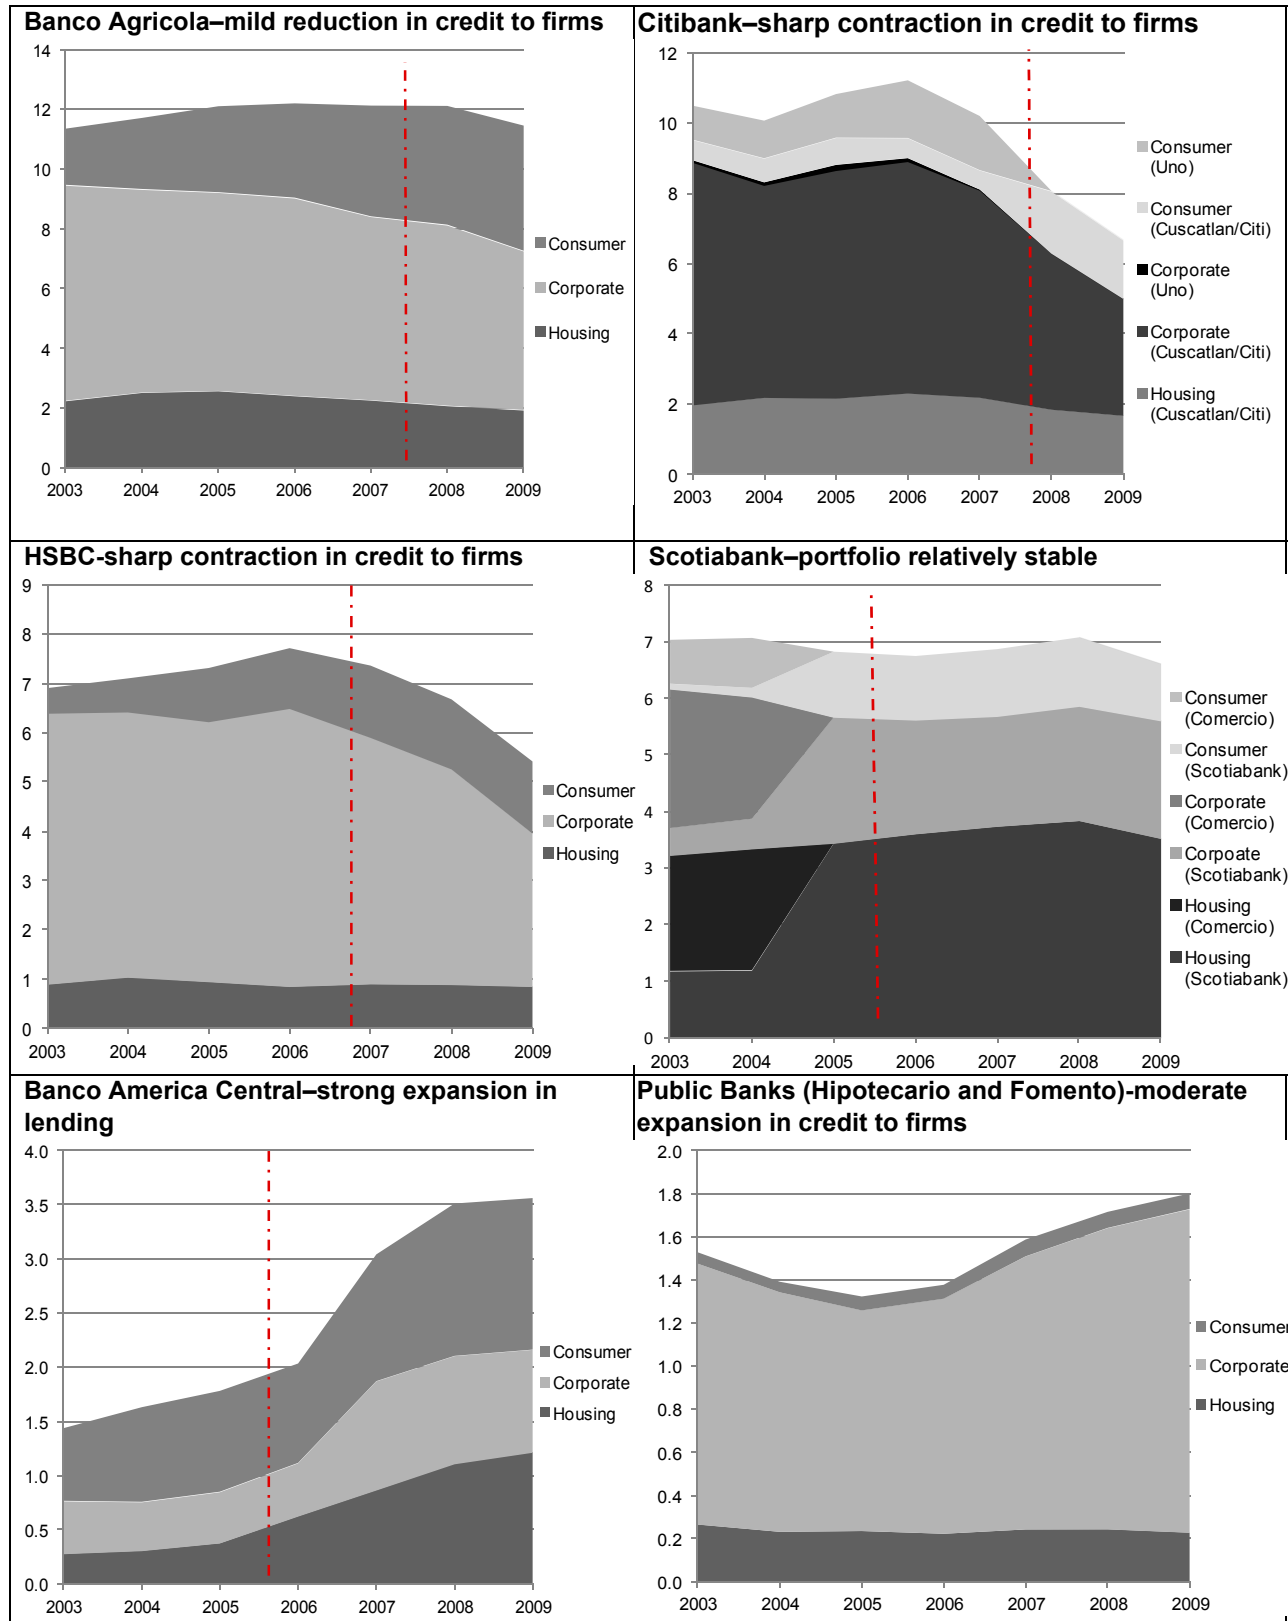 Banco Agricola–mild reduction in credit to firms
14
12
10
8
6
4
2
0
2003 2004 2005 2006 2007 2008 2009
Consumer
Corporate
Housing
Citibank–sharp contraction in credit to firms
12
10
8
6
4
2
0
2003 2004 2005 2006 2007 2008 2009
Consumer
(Uno)
Consumer
(Cuscatlan/Citi)
Corporate
(Uno)
Corporate
(Cuscatlan/Citi)
Housing
(Cuscatlan/Citi)
HSBC-sharp contraction in credit to firms
9
8
7
6
5
4
3
2
1
0
2003 2004 2005 2006 2007 2008 2009
Consumer
Corporate
Housing
Scotiabank–portfolio relatively stable
8
7
6
5
4
3
2
1
0
2003 2004 2005 2006 2007 2008 2009
Consumer
(Comercio)
Consumer
(Scotiabank)
Corporate
(Comercio)
Corpoate
(Scotiabank)
Housing
(Comercio)
Housing
(Scotiabank)
Banco America Central–strong expansion in
lending
4.0
3.5
3.0
2.5
2.0
1.5
1.0
0.5
0.0
2003 2004 2005 2006 2007 2008 2009
Consumer
Corporate
Housing
Public Banks (Hipotecario and Fomento)-moderate
expansion in credit to firms
2.0
1.8
1.6
1.4
1.2
1.0
0.8
0.6
0.4
0.2
0.0
2003 2004 2005 2006 2007 2008 2009
Consumer
Corporate
Housing